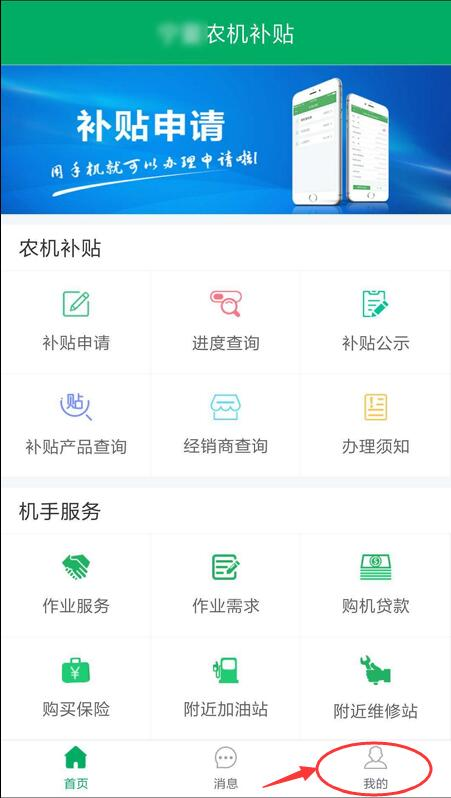 农机补贴
补贴申请
用手机就可以办理申请啦!
农机补贴
补贴申请 进度查询 补贴公示
贴
补贴产品查询 经销商查询 办理须知
机手服务
作业服务 作业需求 购机贷款
购买保险 附近加油站 附近维修站
首页 消息 我的